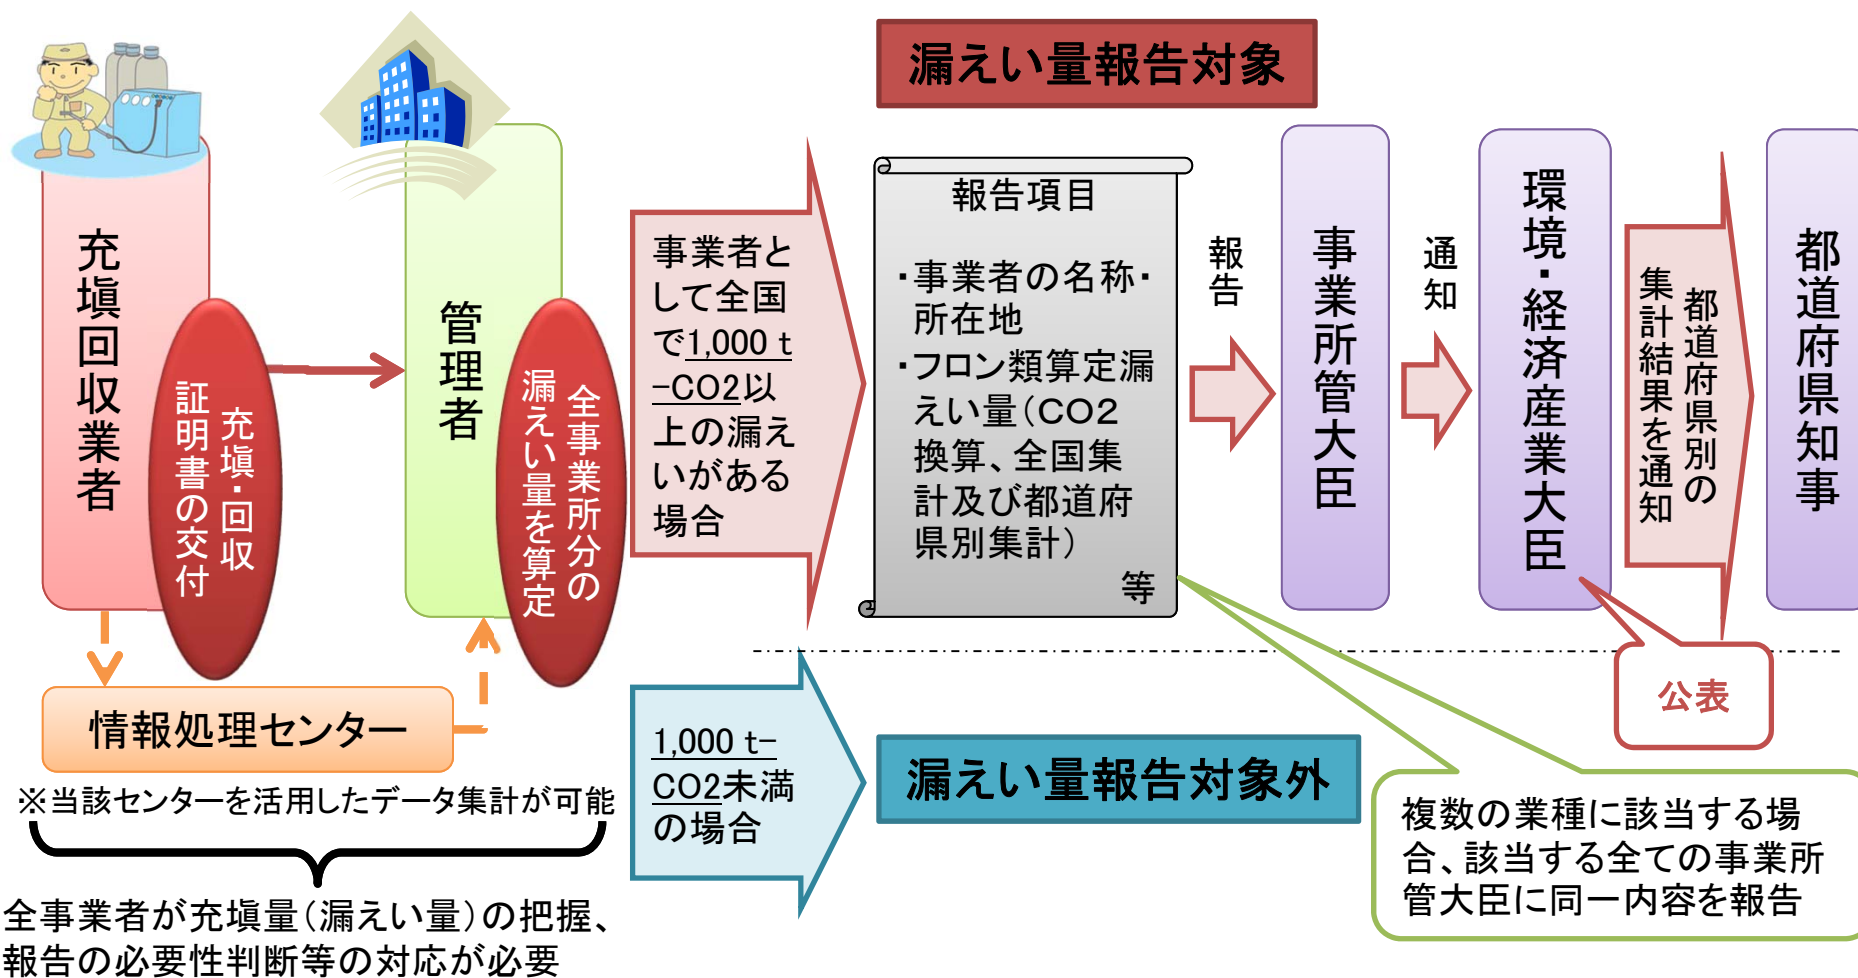 漏えい量報告対象
充塡回収業者
充塡・回収
証明書の交付
管理者
全事業所分の
漏えい量を算定
情報処理センター
※当該センターを活用したデータ集計が可能
全事業者が充塡量(漏えい量)の把握、
報告の必要性判断等の対応が必要
事業者と
して全国
で1,000 t
-CO2以
上の漏え
いがある
場合
報告項目
・事業者の名称・
所在地
・フロン類算定漏
えい量(CO2
換算、全国集
計及び都道府
県別集計)
等
報告
事業所管大臣
通知
環境・経済産業大臣
都道府県別の
集計結果を通知
都道府県知事
公表
1,000 t-
CO2未満
の場合
漏えい量報告対象外
複数の業種に該当する場
合、該当する全ての事業所
管大臣に同一内容を報告